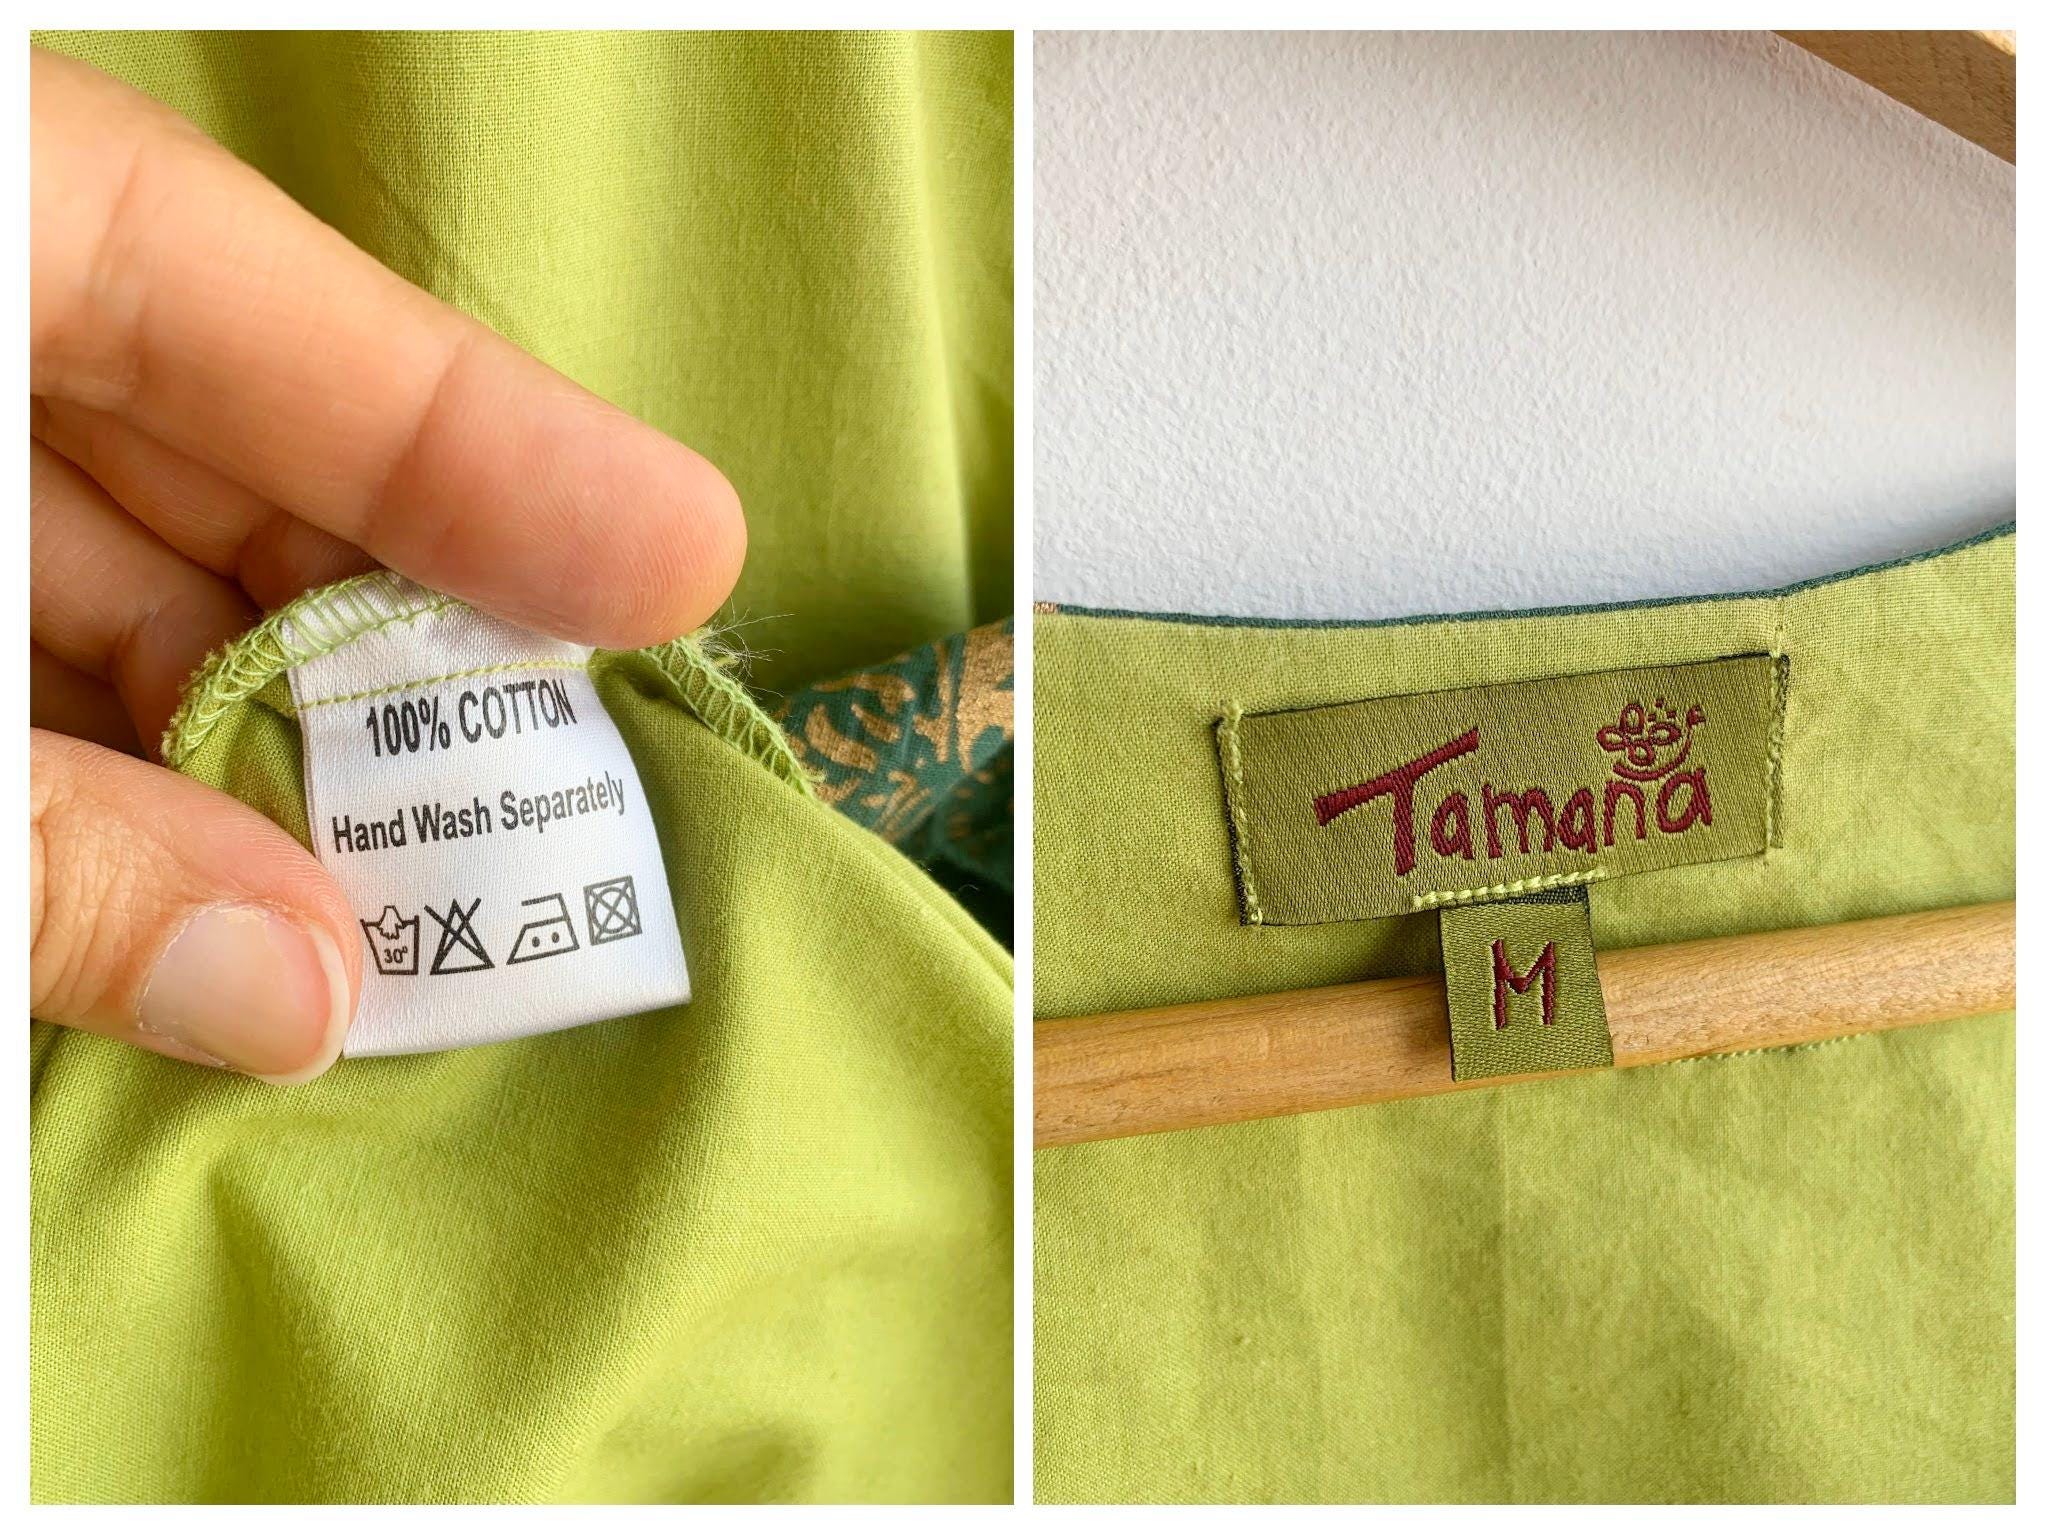 100% COTTON
Hand Wash Separately
30°
Tamana
M